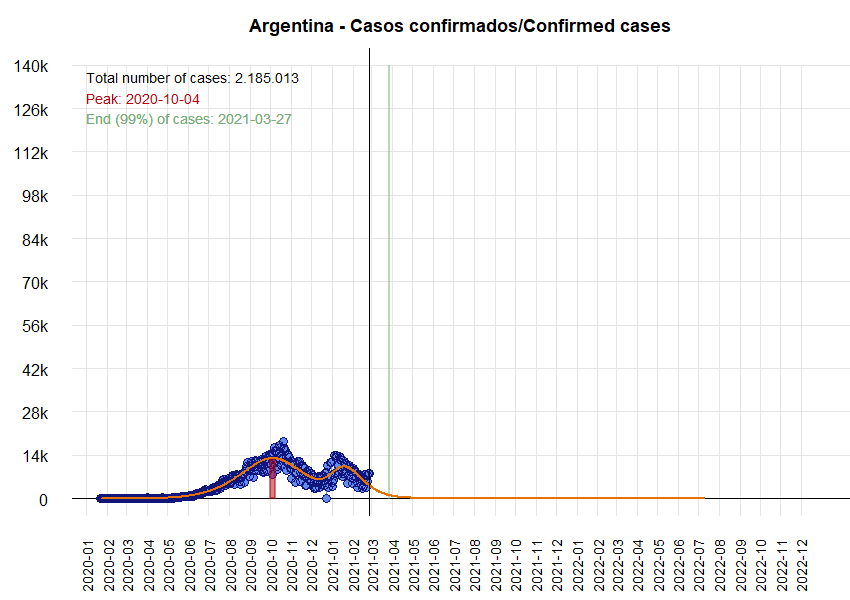 Argentina - Casos confirmados/Confirmed cases
140k
126k
112k
98k
84k
70k
56k
42k
28k
14k
0
Total number of cases: 2.185.013
Peak: 2020-10-04
End (99%) of cases: 2021-03-27
2020-01
2020-02
2020-03
2020-04
2020-05
2020-06
2020-07
2020-08
2020-09
2020-10
2020-11
2020-12
2021-01
2021-02
2021-03
2021-04
2021-05
2021-06
2021-07
2021-08
2021-09
2021-10
2021-11
2021-12
2022-01
2022-02
2022-03
2022-04
2022-05
2022-06
2022-07
2022-08
2022-09
2022-10
2022-11
2022-12